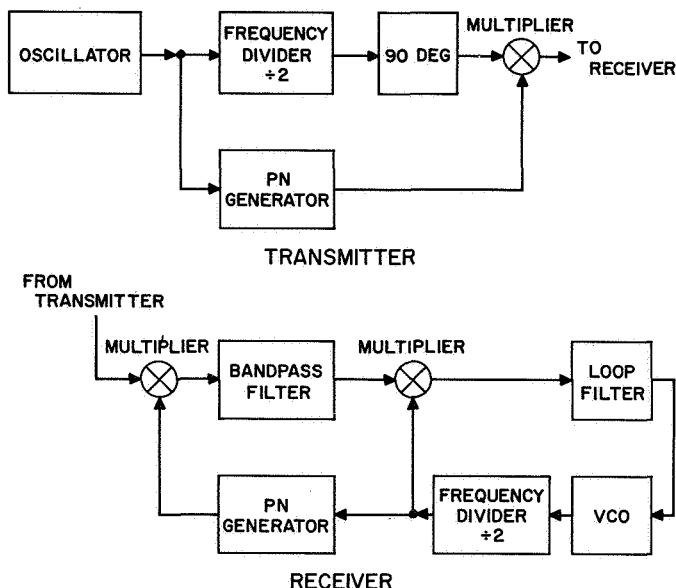 OSCILLATOR
FREQUENCY
DIVIDER
÷2
90 DEG
MULTIPLIER
TO
RECEIVER
PN
GENERATOR
TRANSMITTER
FROM
TRANSMITTER
MULTIPLIER
BANDPASS
FILTER
MULTIPLIER
LOOP
FILTER
PN
GENERATOR
FREQUENCY
DIVIDER
÷2
VCO
RECEIVER